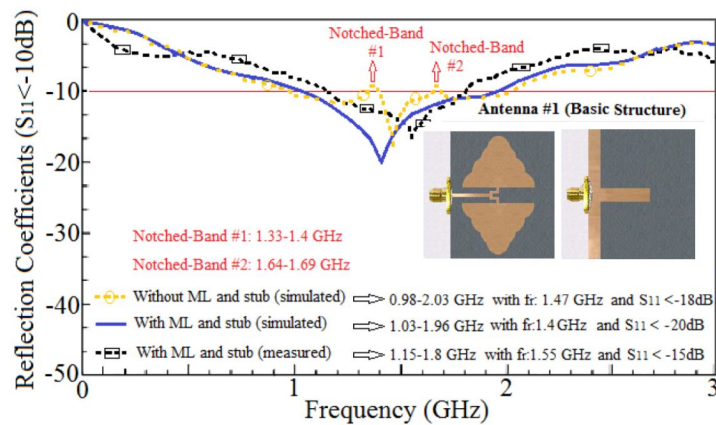 Reflection Coefficients (S11<-10dB)
0
-10
-20
-30
-40
-50
Notched-Band
#1
Notched-Band
#2
Antenna #1 (Basic Structure)
Notched-Band #1: 1.33-1.4 GHz
Notched-Band #2: 1.64-1.69 GHz
Without ML and stub (simulated) 0.98-2.03 GHz with fr: 1.47 GHz and S11 <-18dB
With ML and stub (simulated) 1.03-1.96 GHz with fr:1.4 GHz and S11 < -20dB
With ML and stub (measured) 1.15-1.8 GHz with fr:1.55 GHz and S11 < -15dB
0 1 2 3
Frequency (GHz)